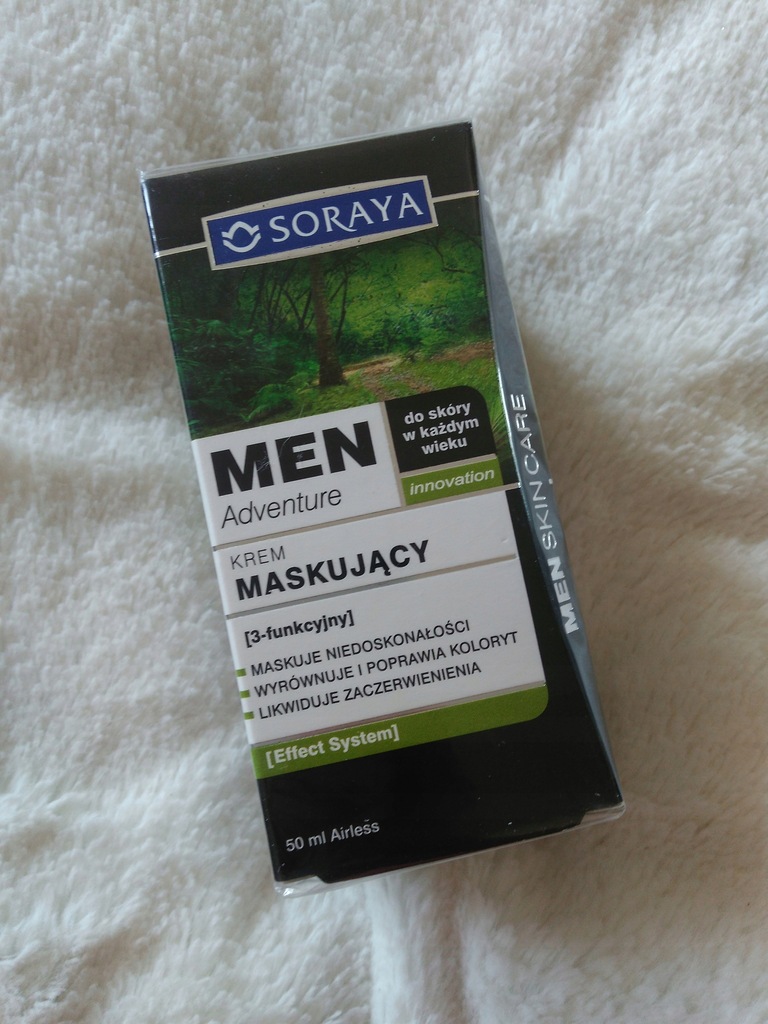 SORAYA
do skóry
w każdym
wieku
innovation
MEN
Adventure
KREM
MASKUJĄCY
[3-funkcyjny]
MASKUJE NIEDOSKONAŁOŚCI
WYRÓWNUJE I POPRAWIA KOLORYT
LIKWIDUJE ZACZERWIENIENIA
[Effect System]
50 ml Airless
MEN SKIN CARE